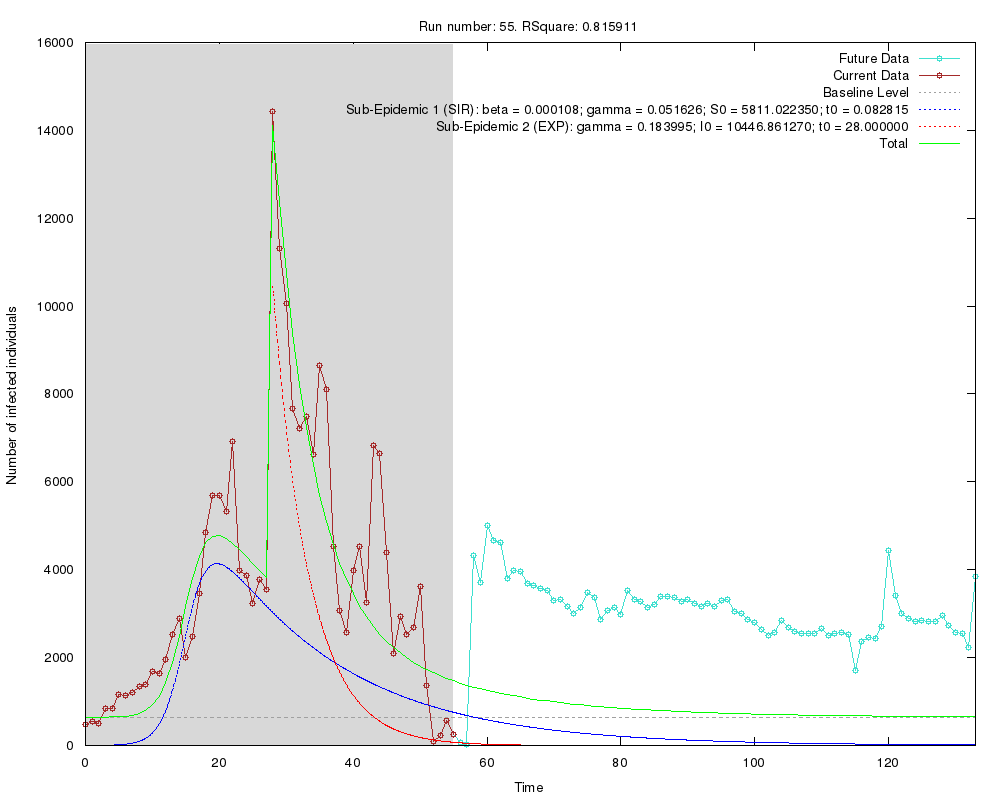 Run number: 55. RSquare: 0.815911
16000
14000
12000
10000
8000
6000
4000
2000
0
Number of infected individuals
Future Data
Current Data
Baseline Level
Sub-Epidemic 1 (SIR): beta = 0.000108; gamma = 0.051626; S0 = 5811.022350; t0 = 0.082815
Sub-Epidemic 2 (EXP): gamma = 0.183995; I0 = 10446.861270; t0 = 28.000000
Total
0 20 40 60 80 100 120
Time